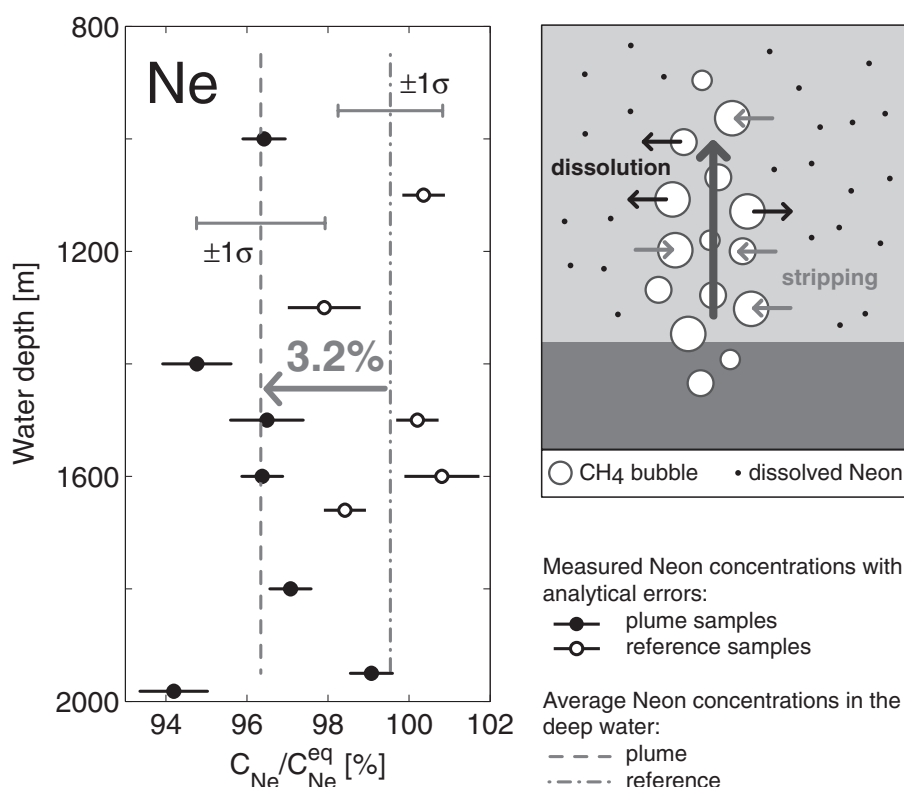 800
1200
1600
2000
Water depth [m]
Ne
±1σ
±1σ
3.2%
94 96 98 100 102
C_Ne/C_Ne^eq [%]
dissolution
stripping
CH4 bubble
dissolved Neon
Measured Neon concentrations with
analytical errors:
plume samples
reference samples
Average Neon concentrations in the
deep water:
plume
reference